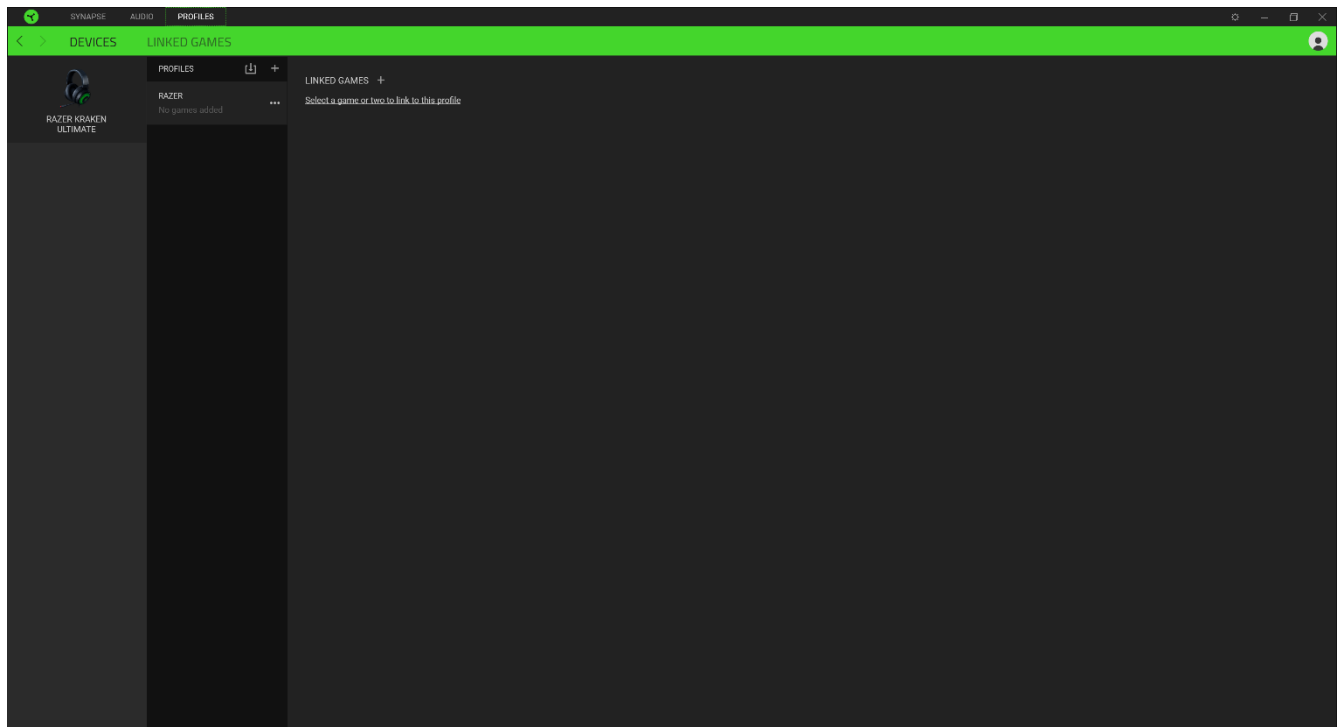 SYNAPSE AUDIO PROFILES
DEVICES LINKED GAMES
RAZER KRAKEN
ULTIMATE
PROFILES
RAZER
No games added
LINKED GAMES
Select a game or two to link to this profile